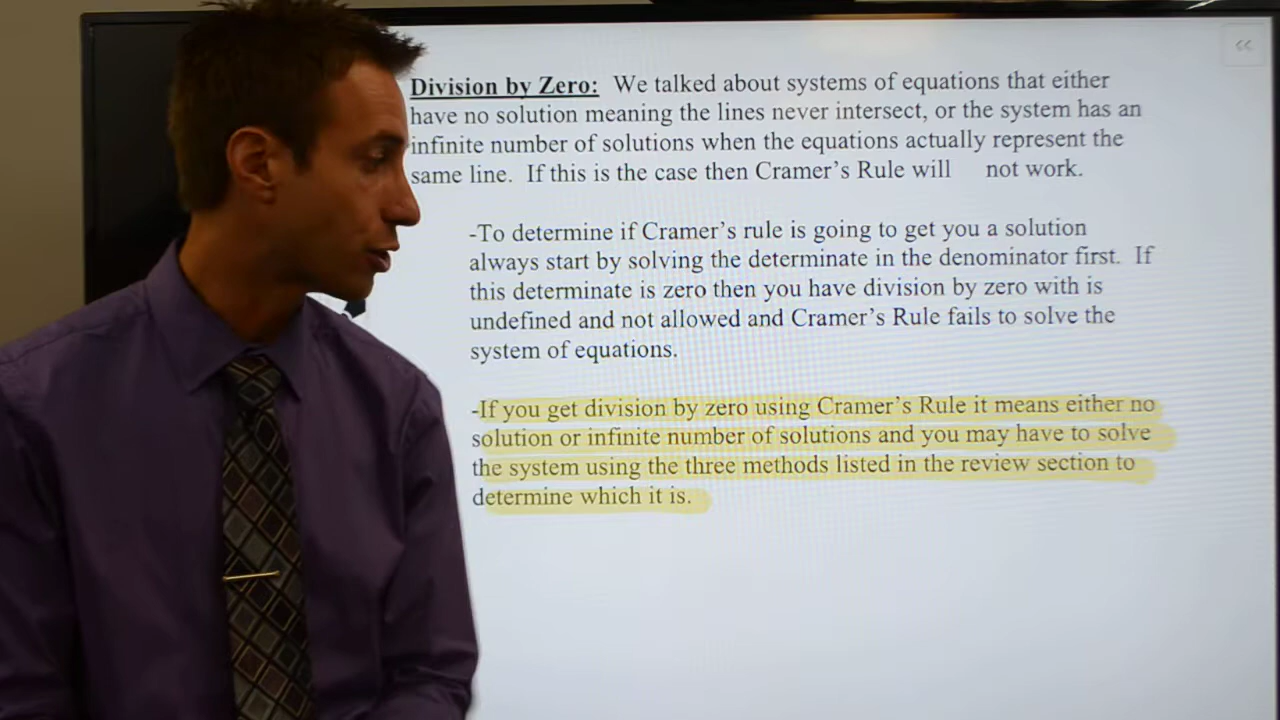 Division by Zero: We talked about systems of equations that either
have no solution meaning the lines never intersect, or the system has an
infinite number of solutions when the equations actually represent the
same line. If this is the case then Cramer's Rule will not work.
-To determine if Cramer's rule is going to get you a solution
always start by solving the determinate in the denominator first. If
this determinate is zero then you have division by zero with is
undefined and not allowed and Cramer's Rule fails to solve the
system of equations.
-If you get division by zero using Cramer's Rule it means either no
solution or infinite number of solutions and you may have to solve
the system using the three methods listed in the review section to
determine which it is.